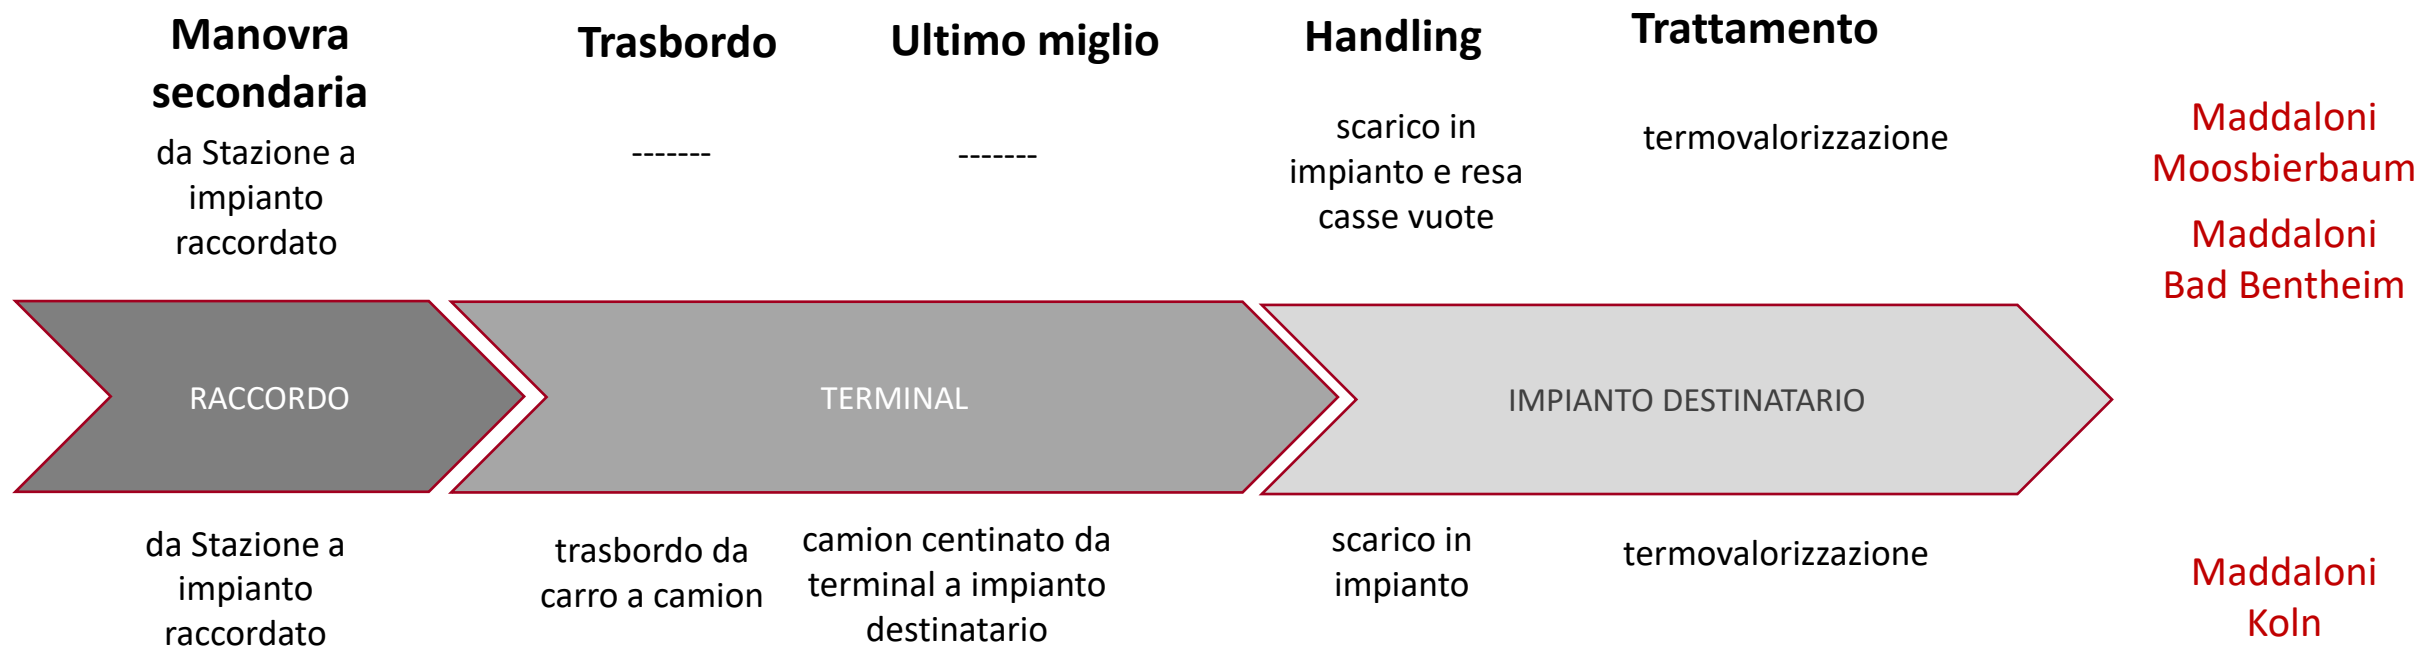 Manovra
secondaria
Trasbordo
Ultimo miglio
Handling
Trattamento
da Stazione a
impianto
raccordato
-------
-------
scarico in
impianto e resa
casse vuote
termovalorizzazione
Maddaloni
Moosbierbaum
Maddaloni
Bad Bentheim
RACCORDO
TERMINAL
IMPIANTO DESTINATARIO
da Stazione a
impianto
raccordato
trasbordo da
carro a camion
camion centinato da
terminal a impianto
destinatario
scarico in
impianto
termovalorizzazione
Maddaloni
Koln